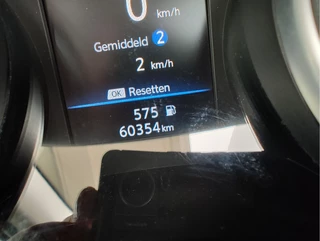 0 km/h
Gemiddeld 2
2 km/h
OK Resetten
575
60354 km